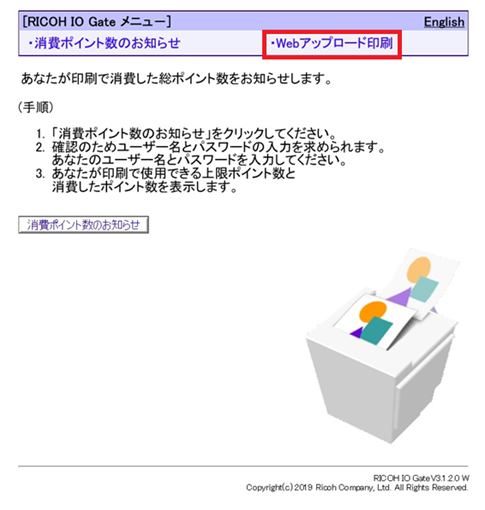 [RICOH IO Gate メニュー] English
・消費ポイント数のお知らせ ・Webアップロード印刷
あなたが印刷で消費した総ポイント数をお知らせします。
(手順)
1. 「消費ポイント数のお知らせ」をクリックしてください。
2. 確認のためユーザー名とパスワードの入力を求められます。
あなたのユーザー名とパスワードを入力してください。
3. あなたが印刷で使用できる上限ポイント数と
消費したポイント数を表示します。
消費ポイント数のお知らせ
RICOH IO Gate V3.1.2.0 W
Copyright(c) 2019 Ricoh Company, Ltd. All Rights Reserved.